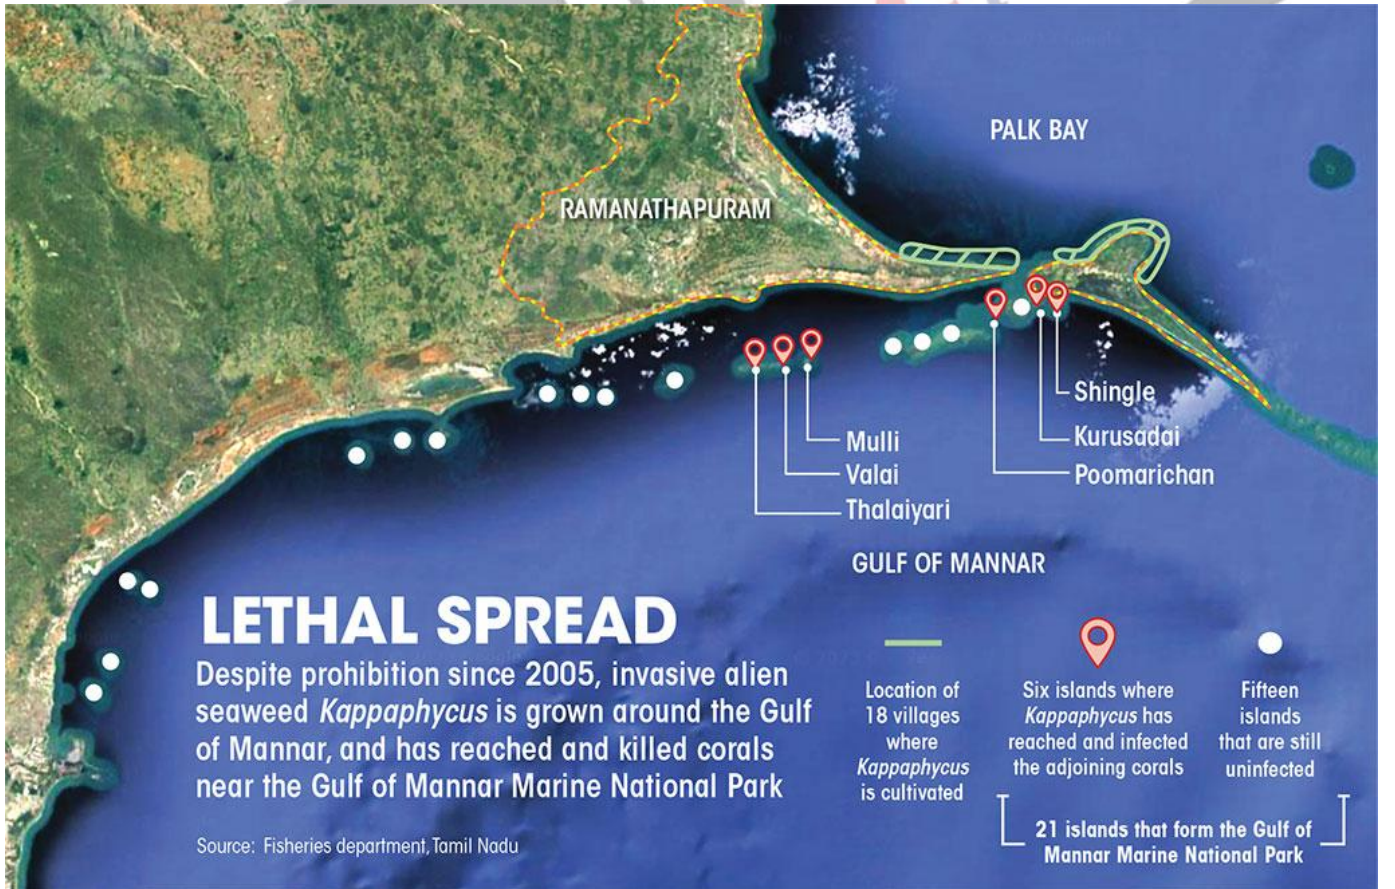 PALK BAY
RAMANATHAPURAM
Shingle
Mulli
Kurusadai
Valai
Poomarichan
Thalaiyari
GULF OF MANNAR
LETHAL SPREAD
Despite prohibition since 2005, invasive alien
seaweed Kappaphycus is grown around the Gulf
of Mannar, and has reached and killed corals
near the Gulf of Mannar Marine National Park
Source: Fisheries department, Tamil Nadu
Location of
18 villages
where
Kappaphycus
is cultivated
Six islands where
Kappaphycus has
reached and infected
the adjoining corals
Fifteen
islands
that are still
uninfected
21 islands that form the Gulf of
Mannar Marine National Park